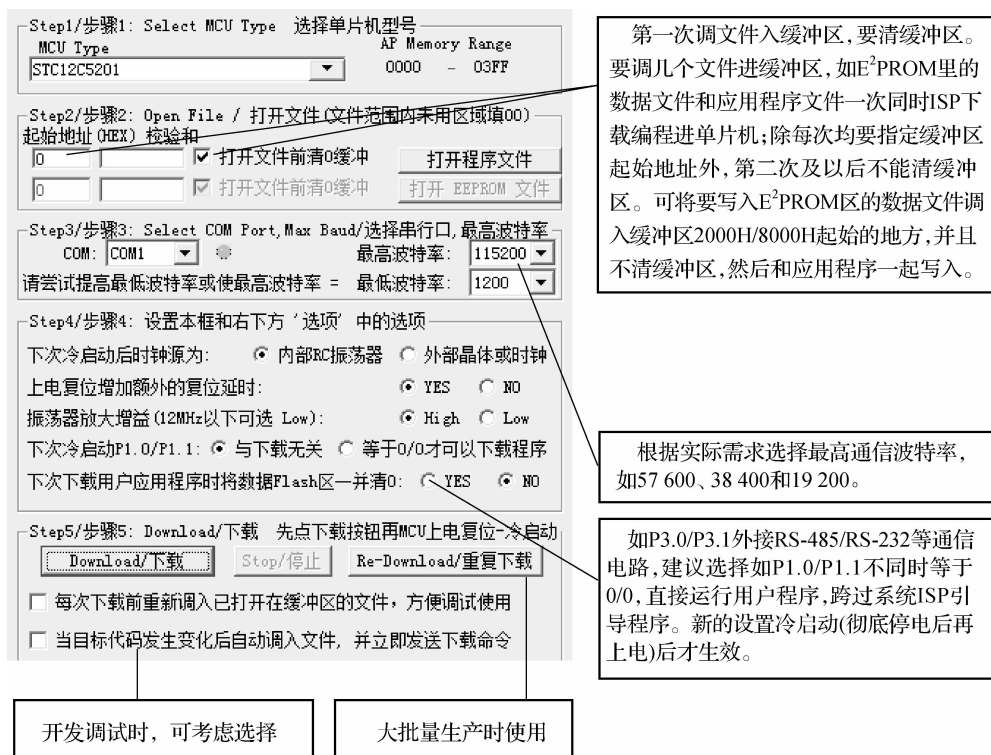 Step1/步骤1: Select MCU Type 选择单片机型号
MCU Type AP Memory Range
STC12C5201 0000 - 03FF
Step2/步骤2: Open File / 打开文件(文件范围内未用区域填00)
起始地址(HEX) 校验和
0 打开文件前清0缓冲 打开程序文件
0 打开文件前清0缓冲 打开 EEPROM 文件
Step3/步骤3: Select COM Port,Max Baud/选择串行口,最高波特率
COM: COM1 最高波特率: 115200
请尝试提高最低波特率或使最高波特率 = 最低波特率: 1200
Step4/步骤4: 设置本框和右下方 '选项' 中的选项
下次冷启动后时钟源为: 内部RC振荡器 外部晶体或时钟
上电复位增加额外的复位延时: YES NO
振荡器放大增益(12MHz以下可选 Low): High Low
下次冷启动P1.0/P1.1: 与下载无关 等于0/0才可以下载程序
下次下载用户应用程序时将数据Flash区一并清0: YES NO
Step5/步骤5: Download/下载 先点下载按钮再MCU上电复位-冷启动
Download/下载 Stop/停止 Re-Download/重复下载
每次下载前重新调入已打开在缓冲区的文件，方便调试使用
当目标代码发生变化后自动调入文件, 并立即发送下载命令
第一次调文件入缓冲区,要清缓冲区。
要调几个文件进缓冲区,如E²PROM里的
数据文件和应用程序文件一次同时ISP下
载编程进单片机;除每次均要指定缓冲区
起始地址外,第二次及以后不能清缓冲
区。可将要写入E²PROM区的数据文件调
入缓冲区2000H/8000H起始的地方,并且
不清缓冲区,然后和应用程序一起写入。
根据实际需求选择最高通信波特率,
如57 600、38 400和19 200。
如P3.0/P3.1外接RS-485/RS-232等通信
电路,建议选择如P1.0/P1.1不同时等于
0/0,直接运行用户程序,跨过系统ISP引
导程序。新的设置冷启动(彻底停电后再
上电)后才生效。
开发调试时，可考虑选择
大批量生产时使用